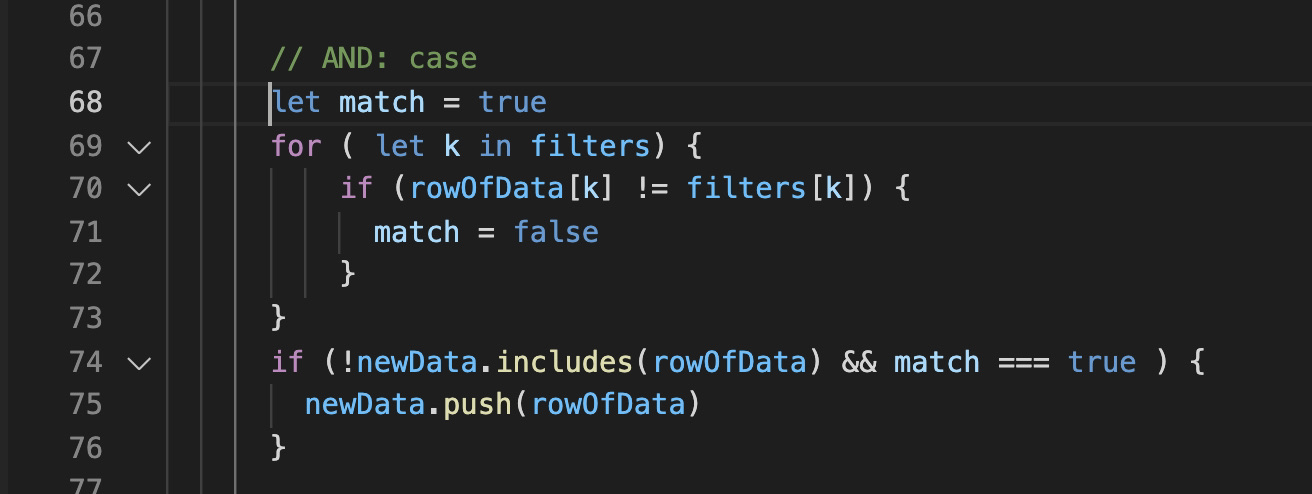 66
67 // AND: case
68 let match = true
69 for ( let k in filters) {
70 if (rowOfData[k] != filters[k]) {
71 match = false
72 }
73 }
74 if (!newData.includes(rowOfData) && match === true ) {
75 newData.push(rowOfData)
76 }
77